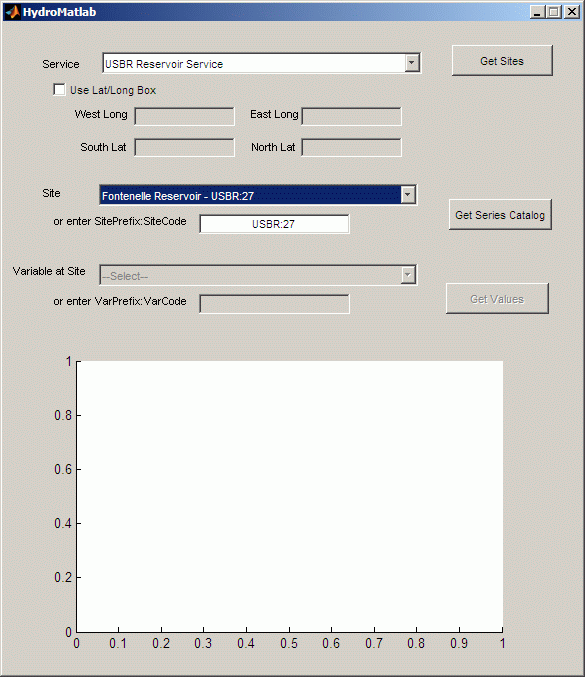 HydroMatlab
Service
USBR Reservoir Service
Get Sites
Use Lat/Long Box
West Long
East Long
South Lat
North Lat
Site
Fontenelle Reservoir - USBR:27
or enter SitePrefix:SiteCode
USBR:27
Get Series Catalog
Variable at Site
--Select--
or enter VarPrefix:VarCode
Get Values
1
0.8
0.6
0.4
0.2
0
0 0.1 0.2 0.3 0.4 0.5 0.6 0.7 0.8 0.9 1